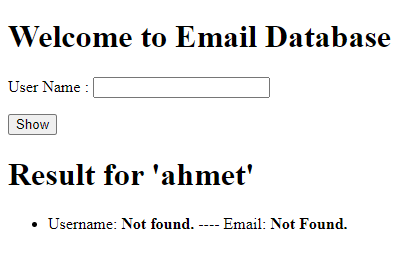 Welcome to Email Database
User Name :
Show
Result for 'ahmet'
• Username: Not found. ---- Email: Not Found.